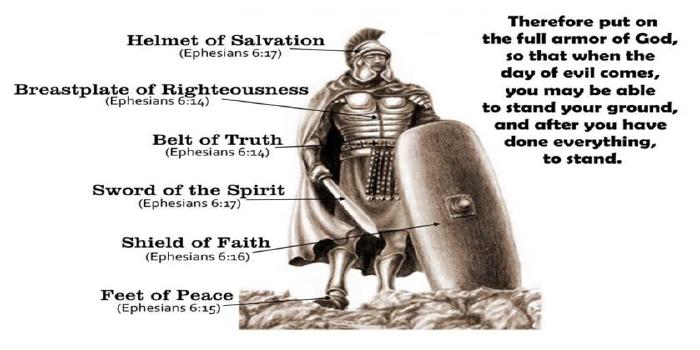 Helmet of Salvation
(Ephesians 6:17)
Breastplate of Righteousness
(Ephesians 6:14)
Belt of Truth
(Ephesians 6:14)
Sword of the Spirit
(Ephesians 6:17)
Shield of Faith
(Ephesians 6:16)
Feet of Peace
(Ephesians 6:15)
Therefore put on
the full armor of God,
so that when the
day of evil comes,
you may be able
to stand your ground,
and after you have
done everything,
to stand.